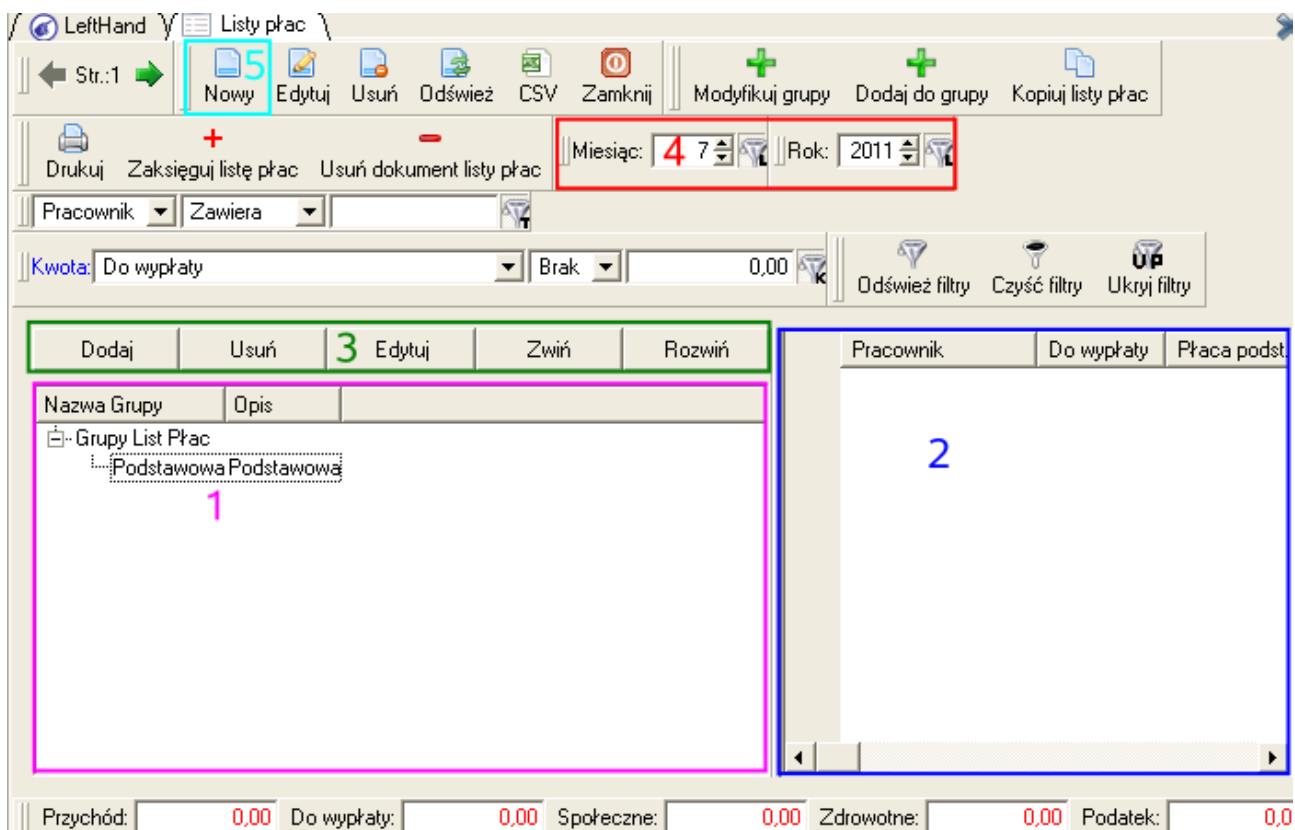 LeftHand Listy płac
Str.:1 5 Nowy Edytuj Usuń Odśwież CSV Zamknij Modyfikuj grupy Dodaj do grupy Kopiuj listy płac
Drukuj Zaksięguj listę płac Usuń dokument listy płac Miesiąc: 4 7 L Rok: 2011 L
Pracownik Zawiera T
Kwota: Do wypłaty Brak 0,00 K Odśwież filtry Czyść filtry UP Ukryj filtry
Dodaj Usuń 3 Edytuj Zwiń Rozwiń Pracownik Do wypłaty Płaca podst.
Nazwa Grupy Opis
Grupy List Płac
Podstawowa Podstawowa
2
1
Przychód: 0,00 Do wypłaty: 0,00 Społeczne: 0,00 Zdrowotne: 0,00 Podatek: 0,0